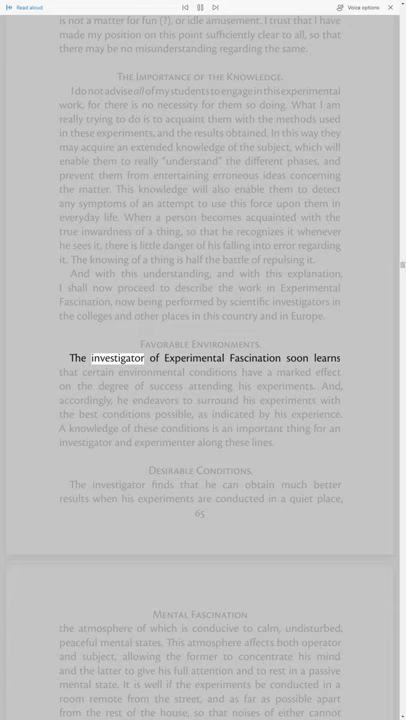 Read aloud
Voice options
is not a matter for fun (?), or idle amusement. I trust that I have
made my position on this point sufficiently clear to all, so that
there may be no misunderstanding regarding the same.
The Importance of the Knowledge.
I do not advise all of my students to engage in this experimental
work, for there is no necessity for them so doing. What I am
really trying to do is to acquaint them with the methods used
in these experiments, and the results obtained. In this way they
may acquire an extended knowledge of the subject, which will
enable them to really "understand" the different phases, and
prevent them from entertaining erroneous ideas concerning
the matter. This knowledge will also enable them to detect
any symptoms of an attempt to use this force upon them in
everyday life. When a person becomes acquainted with the
true inwardness of a thing, so that he recognizes it whenever
he sees it, there is little danger of his falling into error regarding
it. The knowing of a thing is half the battle of repulsing it.
And with this understanding, and with this explanation,
I shall now proceed to describe the work in Experimental
Fascination, now being performed by scientific investigators in
the colleges and other places in this country and in Europe.
Favorable Environments.
The investigator of Experimental Fascination soon learns
that certain environmental conditions have a marked effect
on the degree of success attending his experiments. And,
accordingly, he endeavors to surround his experiments with
the best conditions possible, as indicated by his experience.
A knowledge of these conditions is an important thing for an
investigator and experimenter along these lines.
Desirable Conditions.
The investigator finds that he can obtain much better
results when his experiments are conducted in a quiet place,
65
Mental Fascination
the atmosphere of which is conducive to calm, undisturbed,
peaceful mental states. This atmosphere affects both operator
and subject, allowing the former to concentrate his mind
and the latter to give his full attention and to rest in a passive
mental state. It is well if the experiments be conducted in a
room remote from the street, and as far as possible apart
from the rest of the house, so that noises of either cannot